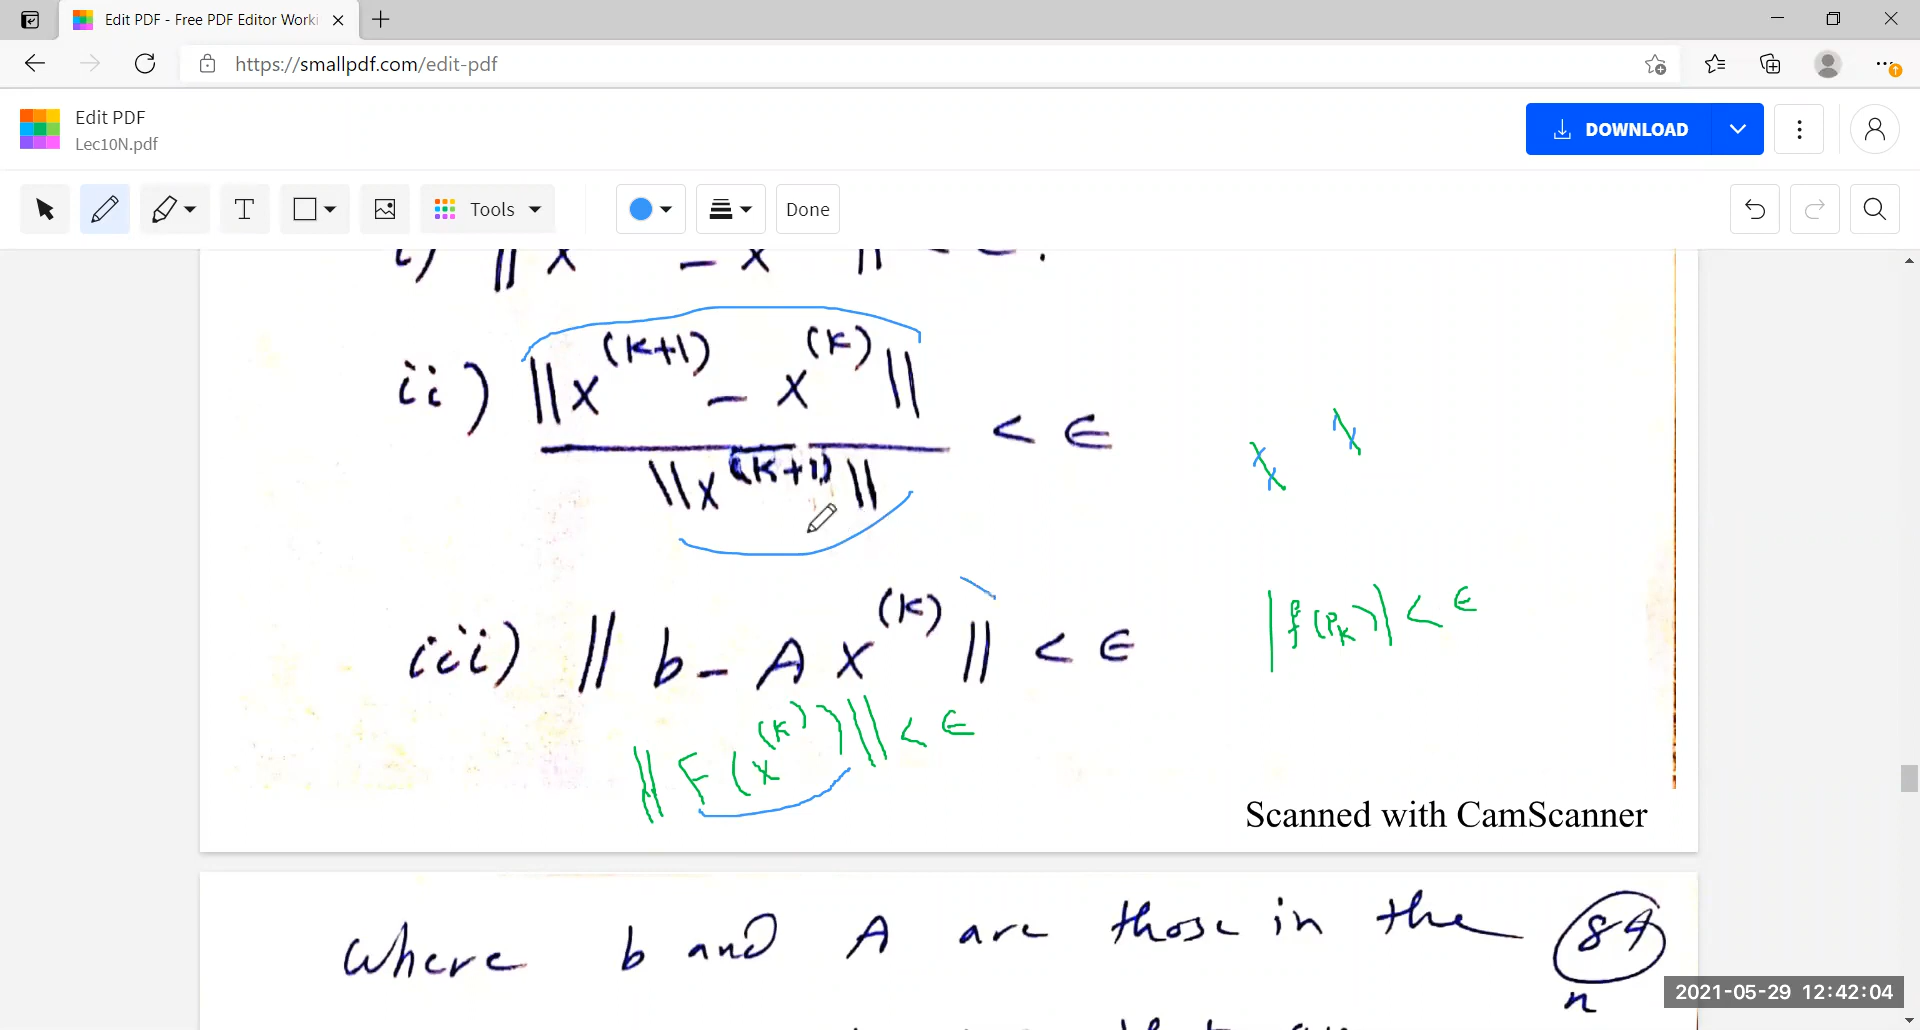 Edit PDF - Free PDF Editor Worki
https://smallpdf.com/edit-pdf
Edit PDF
Lec10N.pdf
DOWNLOAD
T
Tools
Done
i) || x - x || < ∈ .
ii) ||x^(k+1) - x^(k)|| / ||x^(k+1)|| < ∈
iii) || b - A x^(k) || < ∈
|f(P_k)| < ∈
|| F(x^(k)) || < ∈
Scanned with CamScanner
where b and A are those in the
n
2021-05-29 12:42:04